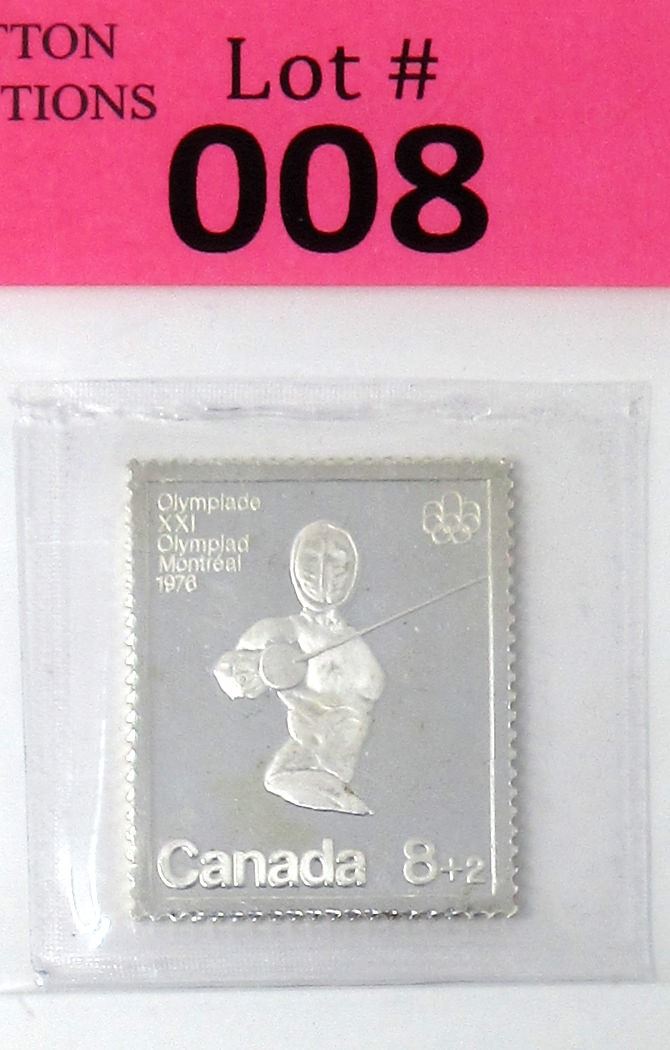 TTON
TIONS
Lot #
008
Olympiade
XXI
Olympiad
Montréal
1976
Canada 8+2